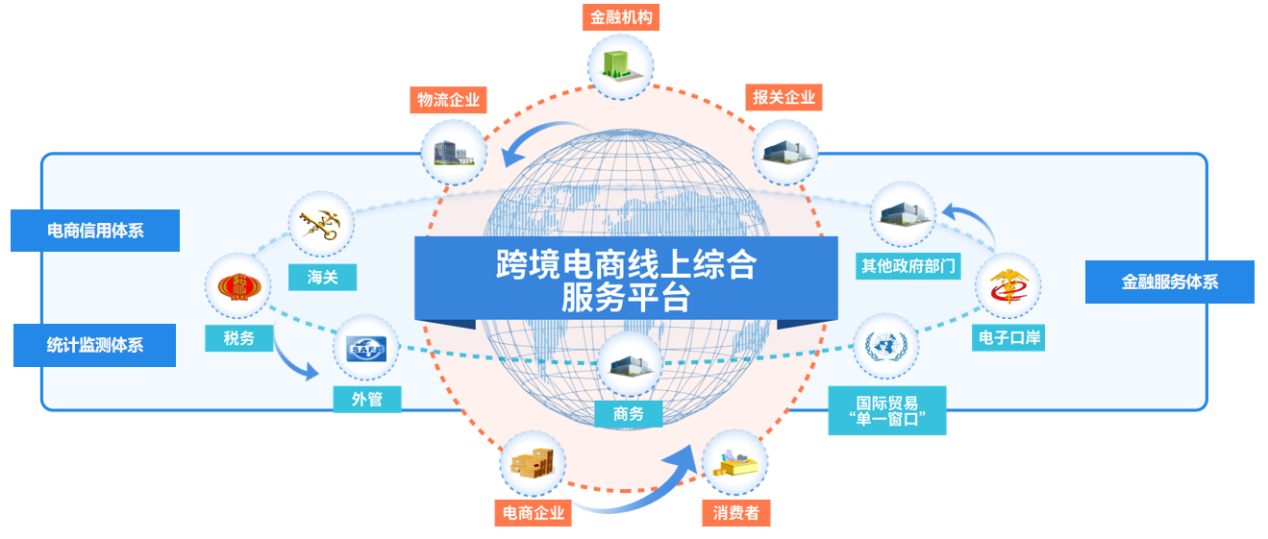 金融机构
物流企业
报关企业
电商信用体系
海关
跨境电商线上综合
服务平台
其他政府部门
金融服务体系
统计监测体系
税务
SAFE
外管
商务
电子口岸
国际贸易
“单一窗口”
电商企业
消费者